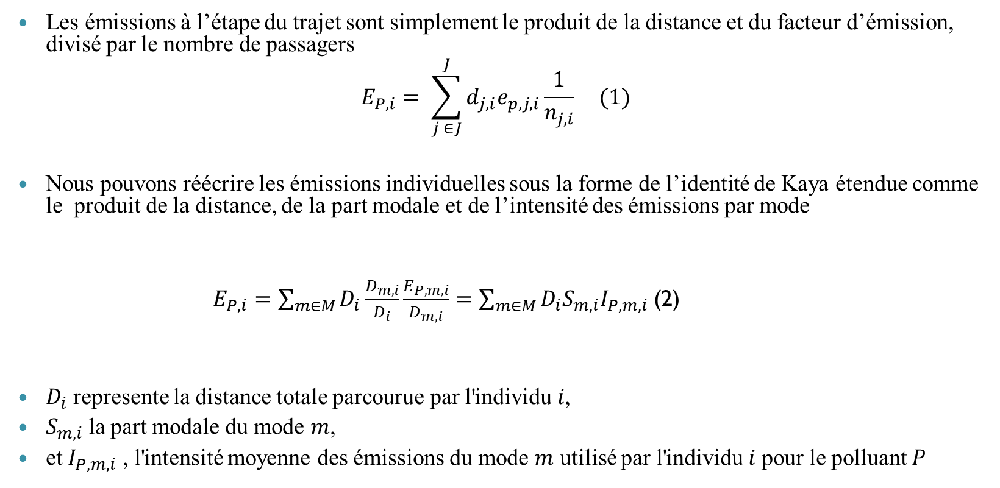 • Les émissions à l’étape du trajet sont simplement le produit de la distance et du facteur d’émission,
divisé par le nombre de passagers
$E_{P,i} = \sum_{j \in J}^{J} d_{j,i} e_{p,j,i} \frac{1}{n_{j,i}}$ (1)
• Nous pouvons réécrire les émissions individuelles sous la forme de l’identité de Kaya étendue comme
le produit de la distance, de la part modale et de l’intensité des émissions par mode
$E_{P,i} = \sum_{m \in M} D_i \frac{D_{m,i}}{D_i} \frac{E_{P,m,i}}{D_{m,i}} = \sum_{m \in M} D_i S_{m,i} I_{P,m,i}$ (2)
• $D_i$ represente la distance totale parcourue par l'individu $i$,
• $S_{m,i}$ la part modale du mode $m$,
• et $I_{P,m,i}$ , l'intensité moyenne des émissions du mode $m$ utilisé par l'individu $i$ pour le polluant $P$